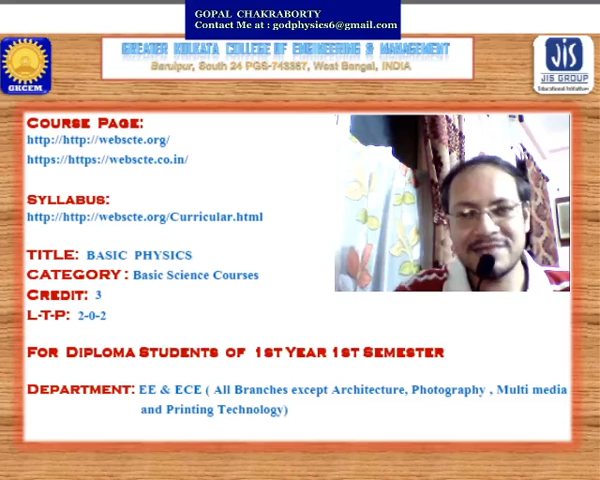 GOPAL CHAKRABORTY
Contact Me at : godphysics6@gmail.com
GREATER KOLKATA COLLEGE OF ENGINEERING & MANAGEMENT
Baruipur, South 24 PGS-743387, West Bengal, INDIA
GKCEM
JIS
JIS GROUP
Educational Initiatives
COURSE PAGE:
http://http://webscte.org/
https://https://webscte.co.in/
SYLLABUS:
http://http://webscte.org/Curricular.html
TITLE: BASIC PHYSICS
CATEGORY : Basic Science Courses
CREDIT: 3
L-T-P: 2-0-2
FOR DIPLOMA STUDENTS OF 1ST YEAR 1ST SEMESTER
DEPARTMENT: EE & ECE ( All Branches except Architecture, Photography , Multi media
and Printing Technology)